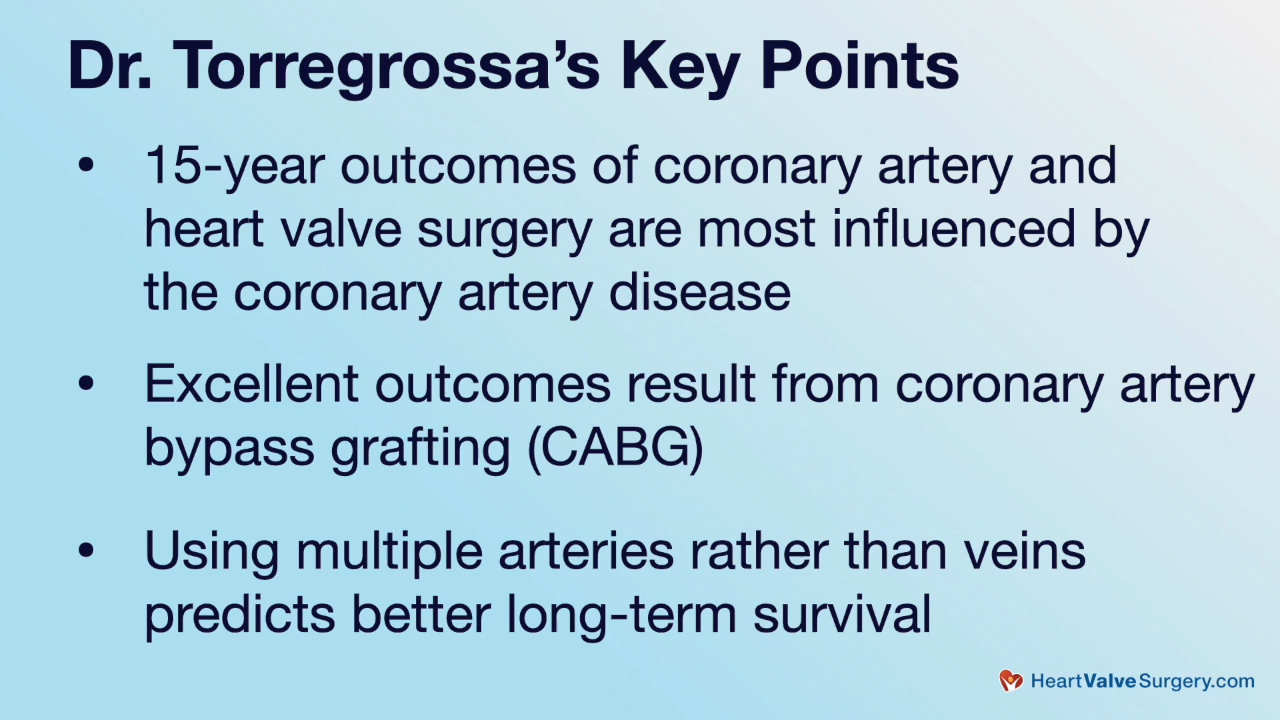 Dr. Torregrossa’s Key Points
• 15-year outcomes of coronary artery and
heart valve surgery are most influenced by
the coronary artery disease
• Excellent outcomes result from coronary artery
bypass grafting (CABG)
• Using multiple arteries rather than veins
predicts better long-term survival
HeartValveSurgery.com